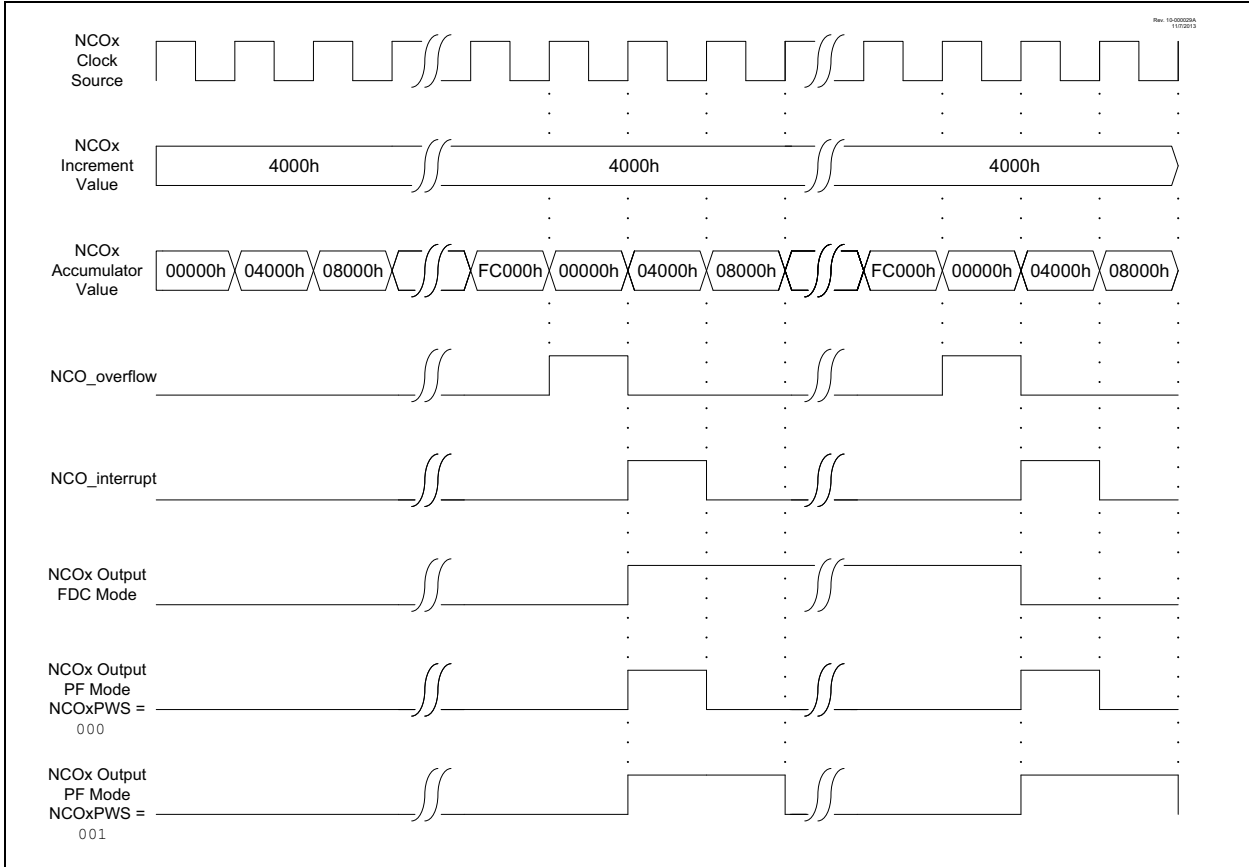 Rev. 10-000029A
11/7/2013
NCOx
Clock
Source
NCOx
Increment
Value
4000h
4000h
4000h
NCOx
Accumulator
Value
00000h 04000h 08000h FC000h 00000h 04000h 08000h FC000h 00000h 04000h 08000h
NCO_overflow
NCO_interrupt
NCOx Output
FDC Mode
NCOx Output
PF Mode
NCOxPWS =
000
NCOx Output
PF Mode
NCOxPWS =
001